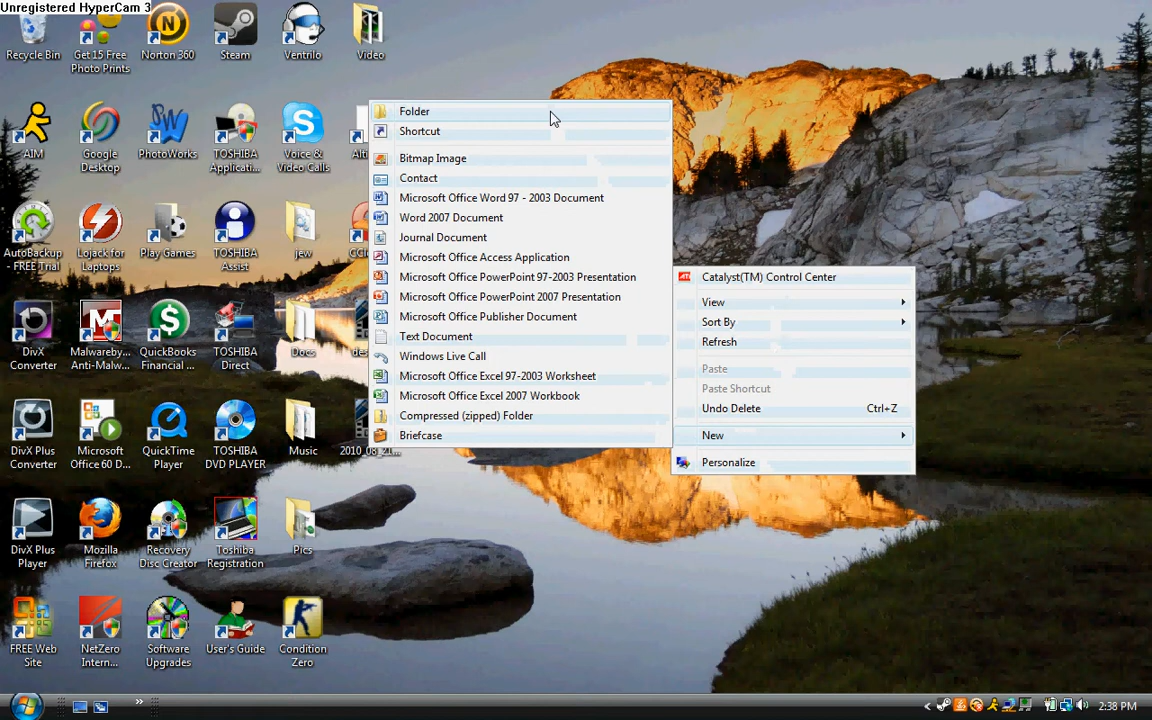 Unregistered HyperCam 3
Recycle Bin
Get 15 Free
Photo Prints
Norton 360
Steam
Ventrilo
Video
AIM
Google
Desktop
PhotoWorks
TOSHIBA
Applicati...
Voice &
Video Calls
AutoBackup
- FREE Trial
Lojack for
Laptops
Play Games
TOSHIBA
Assist
jew
DivX
Converter
Malwareby...
Anti-Malw...
QuickBooks
Financial ...
TOSHIBA
Direct
Docs
DivX Plus
Converter
Microsoft
Office 60 D...
QuickTime
Player
TOSHIBA
DVD PLAYER
Music
DivX Plus
Player
Mozilla
Firefox
Recovery
Disc Creator
Toshiba
Registration
Pics
FREE Web
Site
NetZero
Intern...
Software
Upgrades
User's Guide
Condition
Zero
Folder
Shortcut
Bitmap Image
Contact
Microsoft Office Word 97 - 2003 Document
Word 2007 Document
Journal Document
Microsoft Office Access Application
Microsoft Office PowerPoint 97-2003 Presentation
Microsoft Office PowerPoint 2007 Presentation
Microsoft Office Publisher Document
Text Document
Windows Live Call
Microsoft Office Excel 97-2003 Worksheet
Microsoft Office Excel 2007 Workbook
Compressed (zipped) Folder
Briefcase
Catalyst(TM) Control Center
View
Sort By
Refresh
Paste
Paste Shortcut
Undo Delete Ctrl+Z
New
Personalize
2:38 PM